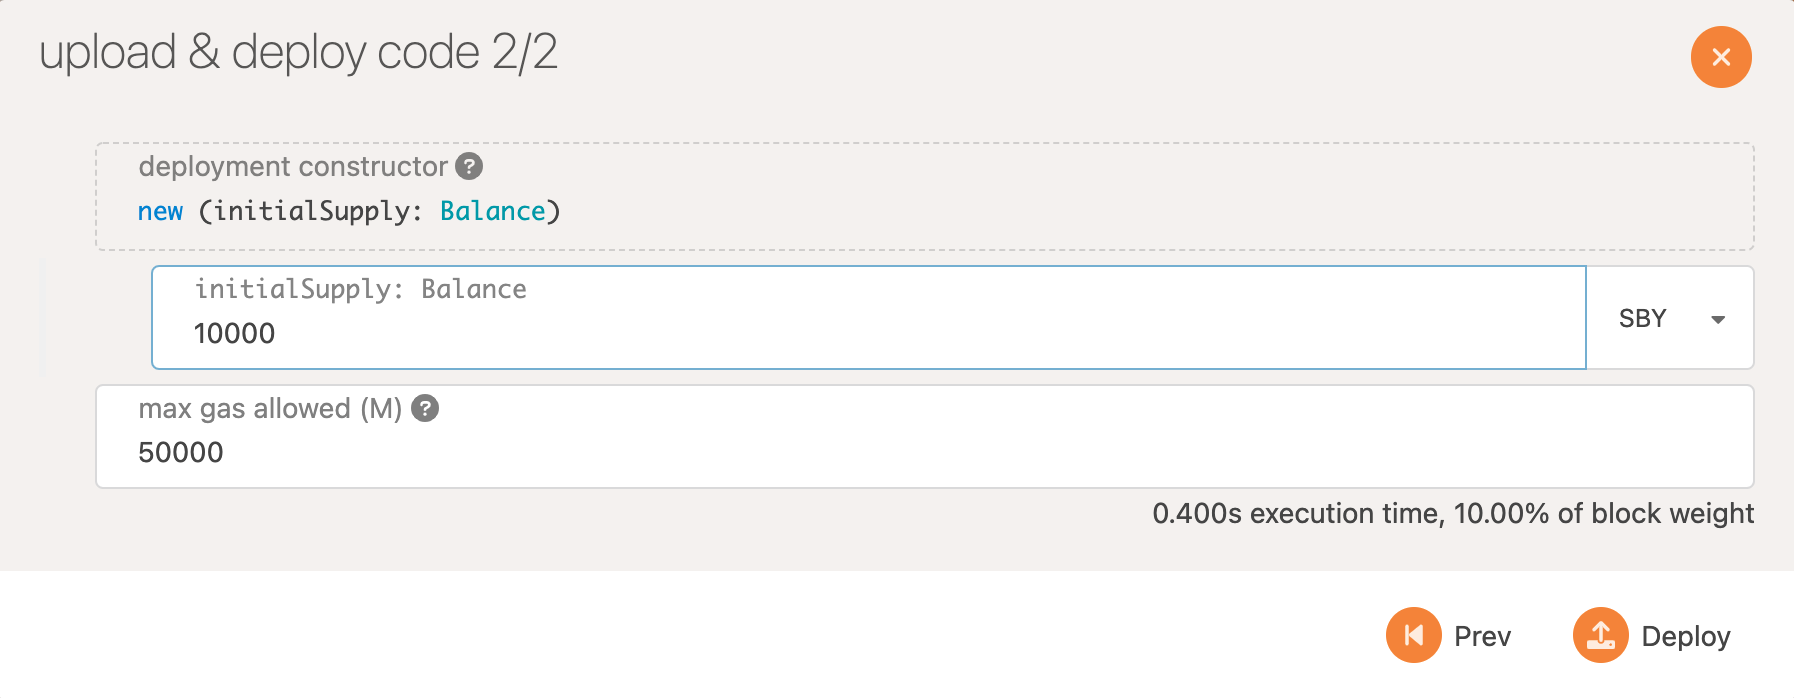 upload & deploy code 2/2
deployment constructor ?
new (initialSupply: Balance)
initialSupply: Balance
10000
SBY
max gas allowed (M) ?
50000
0.400s execution time, 10.00% of block weight
Prev
Deploy